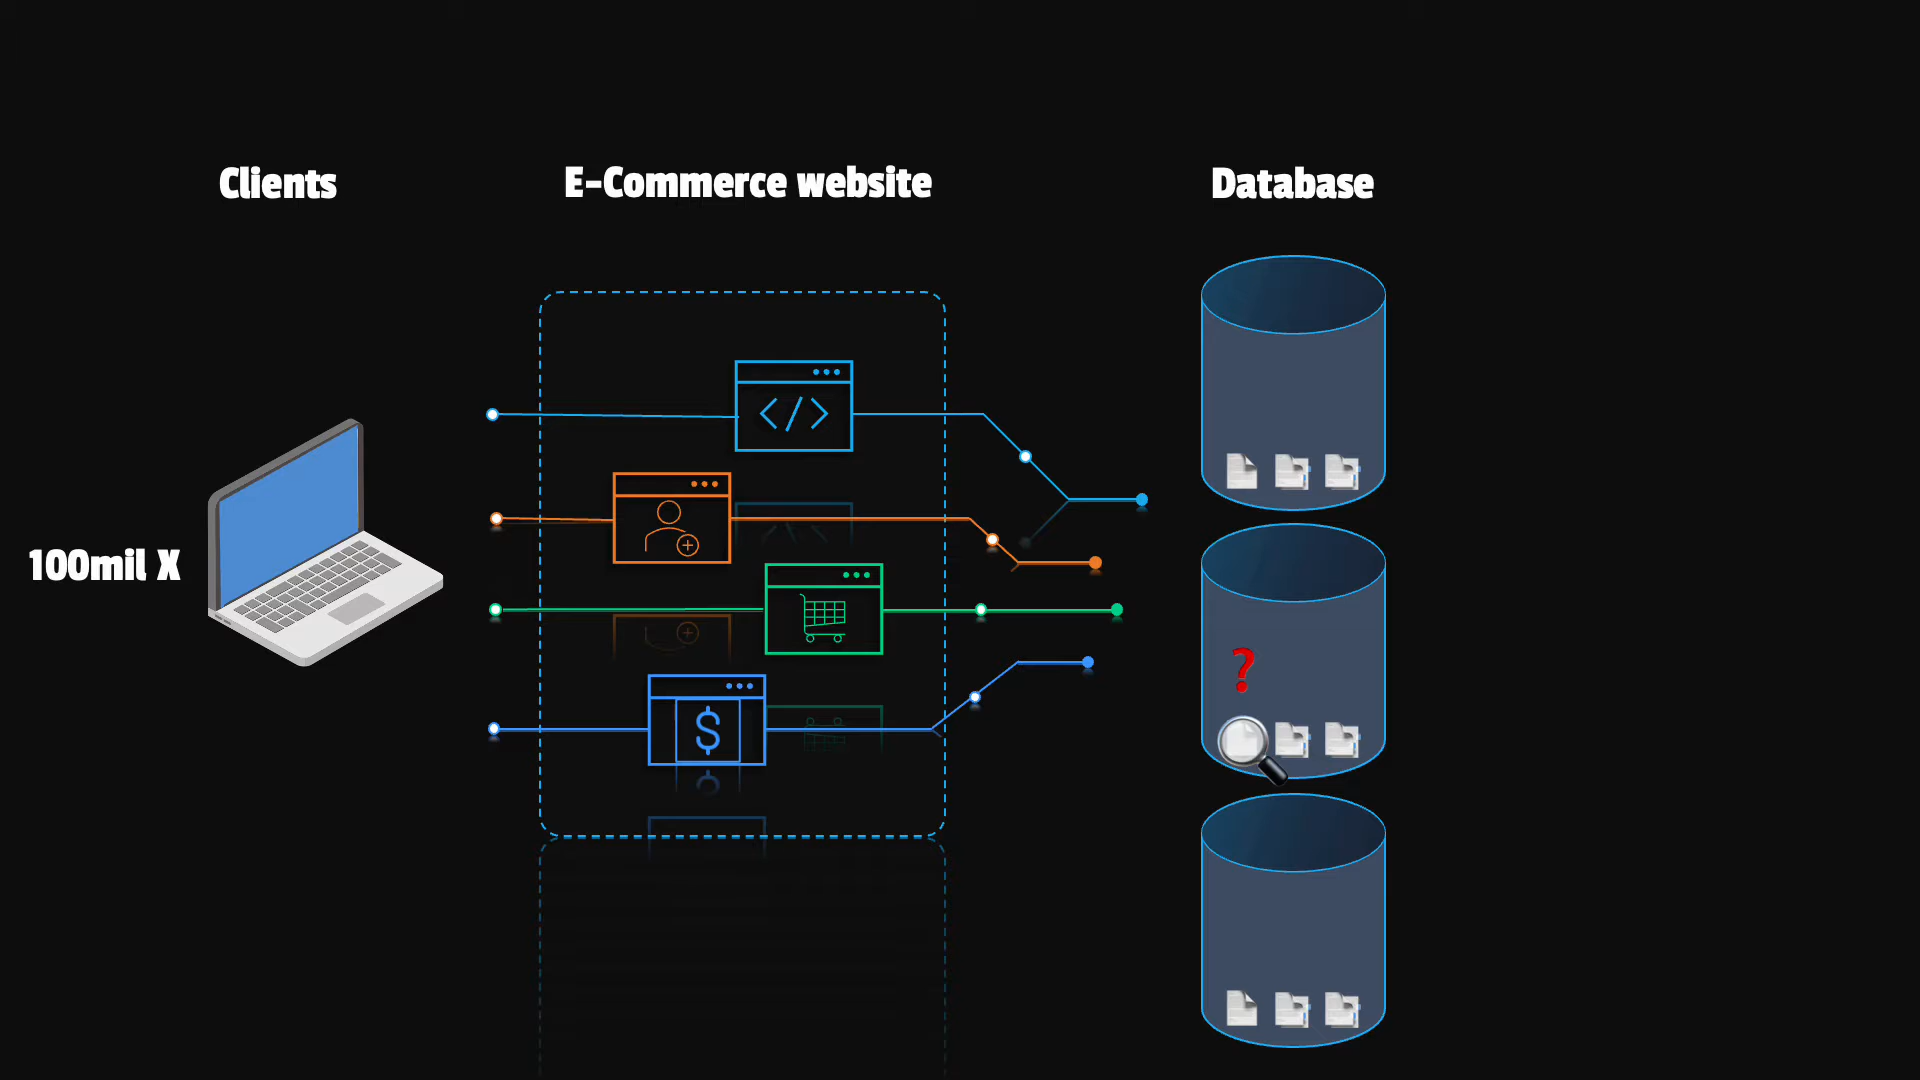 Clients
E-Commerce website
Database
</>
100mil X
$
?